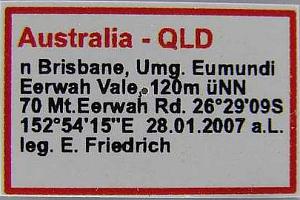 Australia - QLD
n Brisbane, Umg. Eumundi
Eerwah Vale, 120m üNN
70 Mt.Eerwah Rd. 26°29'09S
152°54'15"E 28.01.2007 a.L.
leg. E. Friedrich